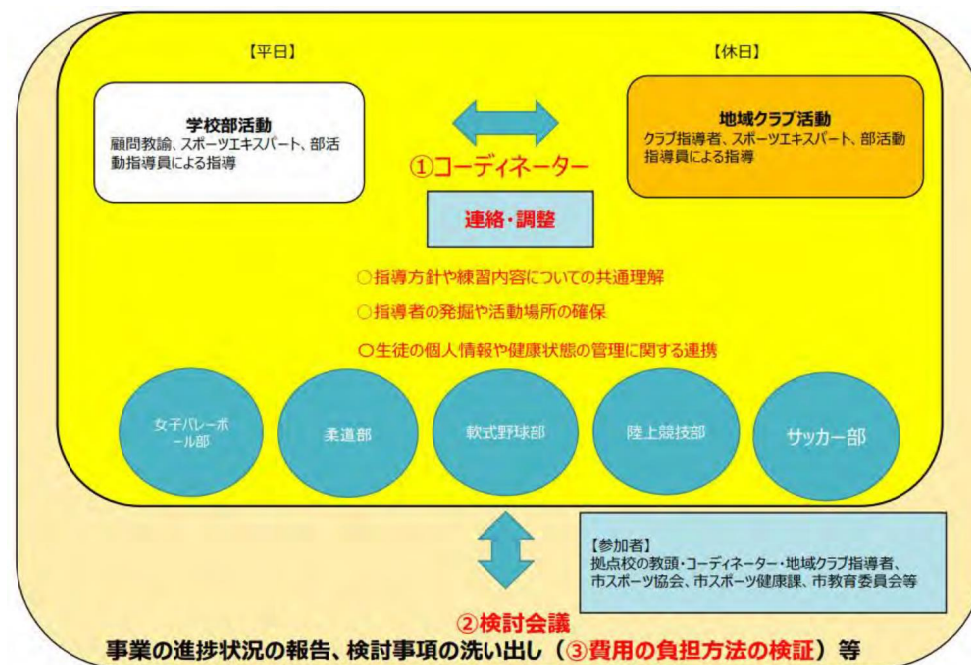 【平日】
【休日】
学校部活動
顧問教諭、スポーツエキスパート、部活
動指導員による指導
地域クラブ活動
クラブ指導者、スポーツエキスパート、部活動
指導員による指導
①コーディネーター
連絡・調整
○指導方針や練習内容についての共通理解
○指導者の発掘や活動場所の確保
○生徒の個人情報や健康状態の管理に関する連携
女子バレーボ
ール部
柔道部
軟式野球部
陸上競技部
サッカー部
【参加者】
拠点校の教頭・コーディネーター・地域クラブ指導者、
市スポーツ協会、市スポーツ健康課、市教育委員会等
②検討会議
事業の進捗状況の報告、検討事項の洗い出し（③費用の負担方法の検証）等